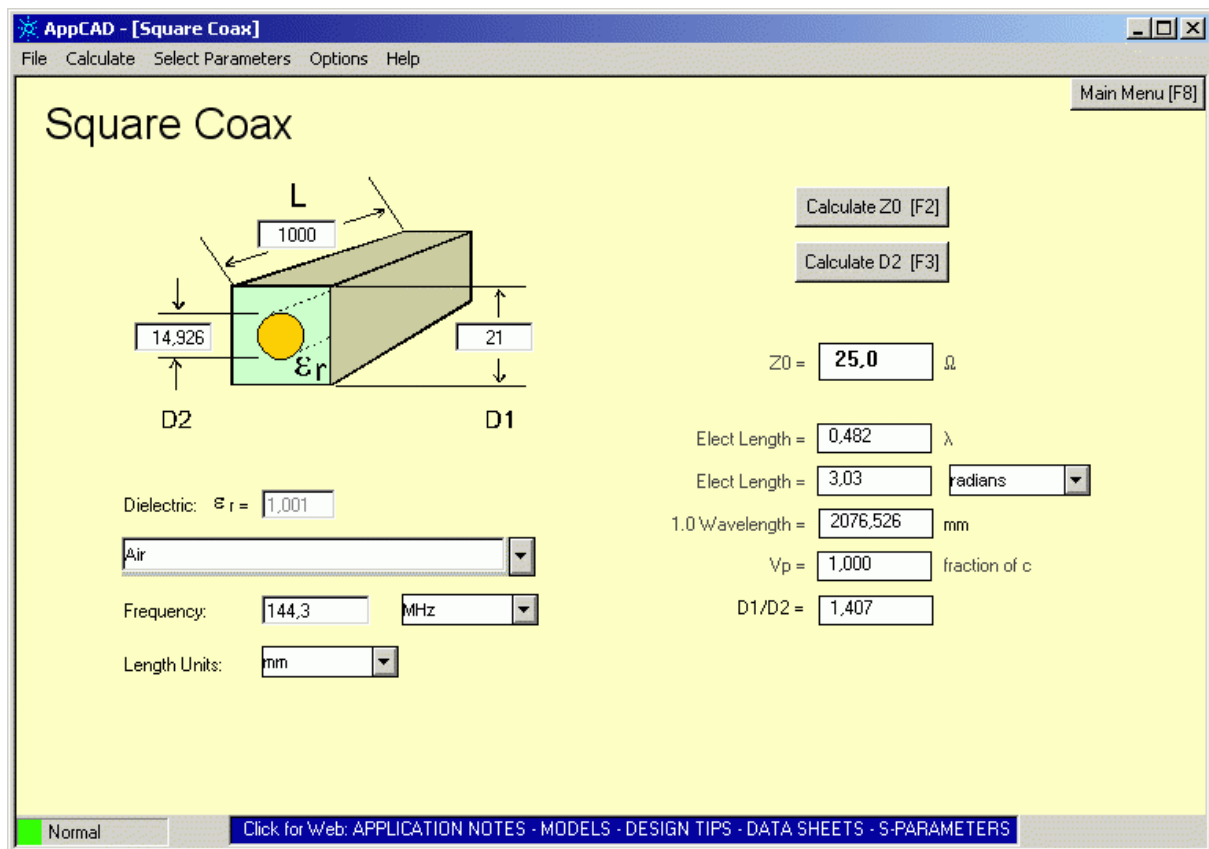 AppCAD - [Square Coax]
File Calculate Select Parameters Options Help
Main Menu [F8]
Square Coax
L
1000
14,926
21
εr
D2
D1
Calculate Z0 [F2]
Calculate D2 [F3]
Z0 = 25,0 Ω
Elect Length = 0,482 λ
Elect Length = 3,03 radians
1.0 Wavelength = 2076,526 mm
Vp = 1,000 fraction of c
D1/D2 = 1,407
Dielectric: εr = 1,001
Air
Frequency: 144,3 MHz
Length Units: mm
Normal
Click for Web: APPLICATION NOTES - MODELS - DESIGN TIPS - DATA SHEETS - S-PARAMETERS